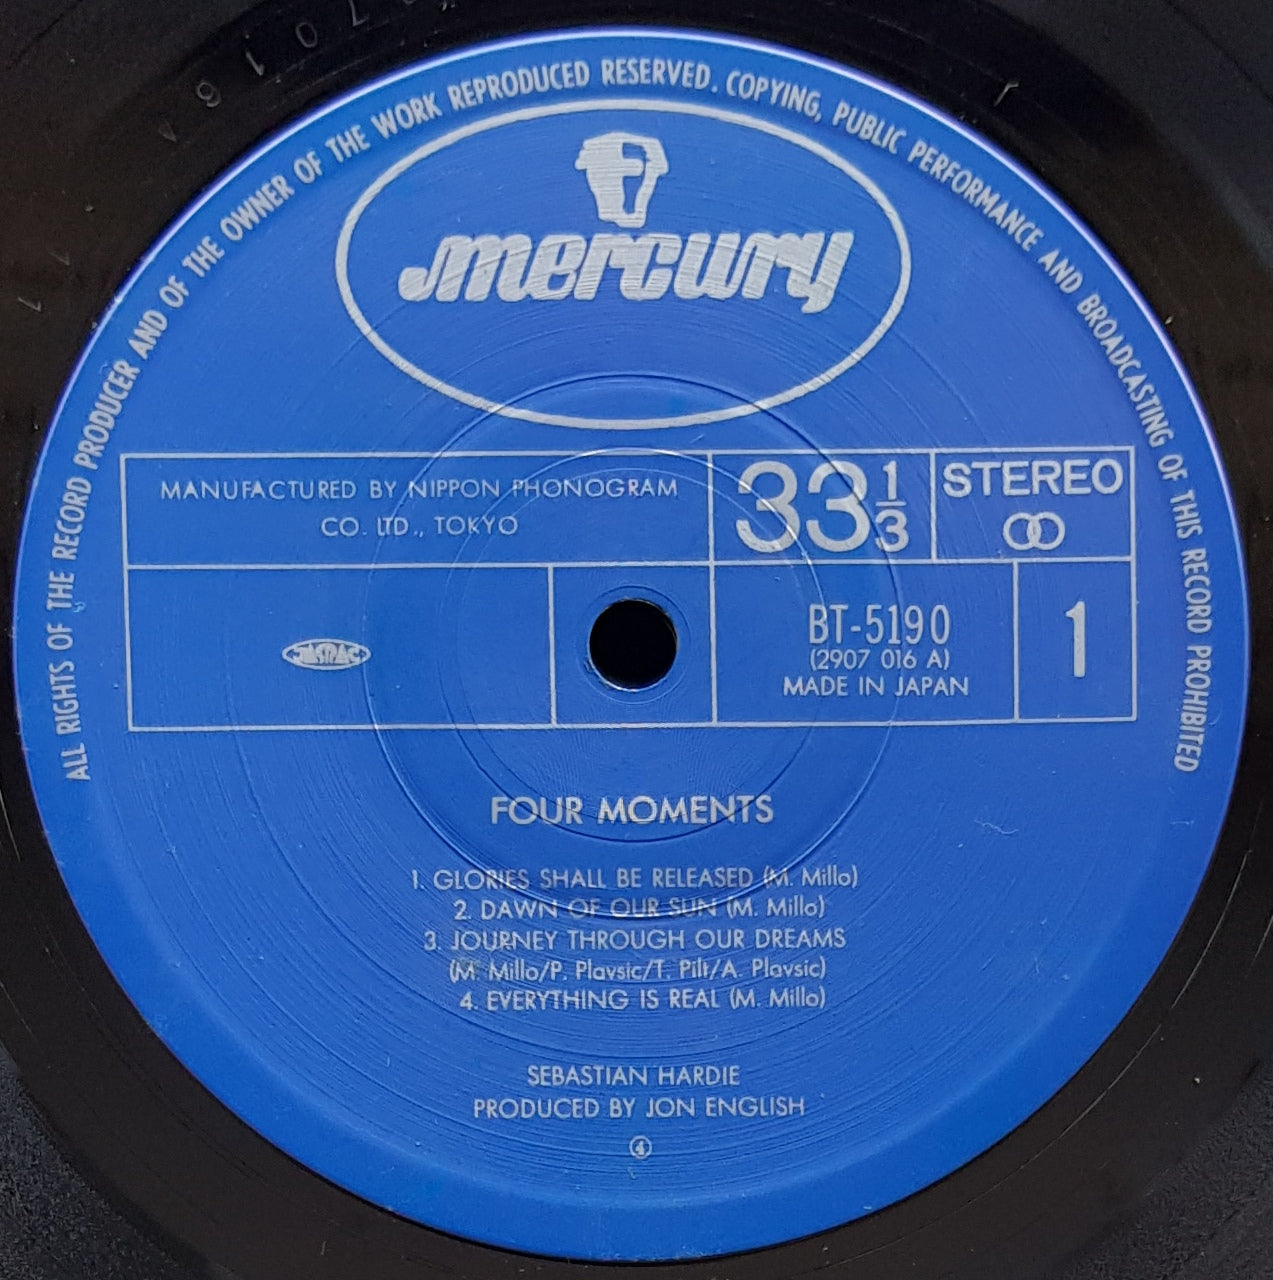 ALL RIGHTS OF THE RECORD PRODUCER AND OF THE OWNER OF THE WORK REPRODUCED RESERVED. COPYING, PUBLIC PERFORMANCE AND BROADCASTING OF THIS RECORD PROHIBITED
mercury
MANUFACTURED BY NIPPON PHONOGRAM
CO. LTD., TOKYO
33 1/3
STEREO
JASRAC
BT-5190
(2907 016 A)
MADE IN JAPAN
1
FOUR MOMENTS
1. GLORIES SHALL BE RELEASED (M. Millo)
2. DAWN OF OUR SUN (M. Millo)
3. JOURNEY THROUGH OUR DREAMS
(M. Millo/P. Plavsic/T. Pilt/A. Plavsic)
4. EVERYTHING IS REAL (M. Millo)
SEBASTIAN HARDIE
PRODUCED BY JON ENGLISH